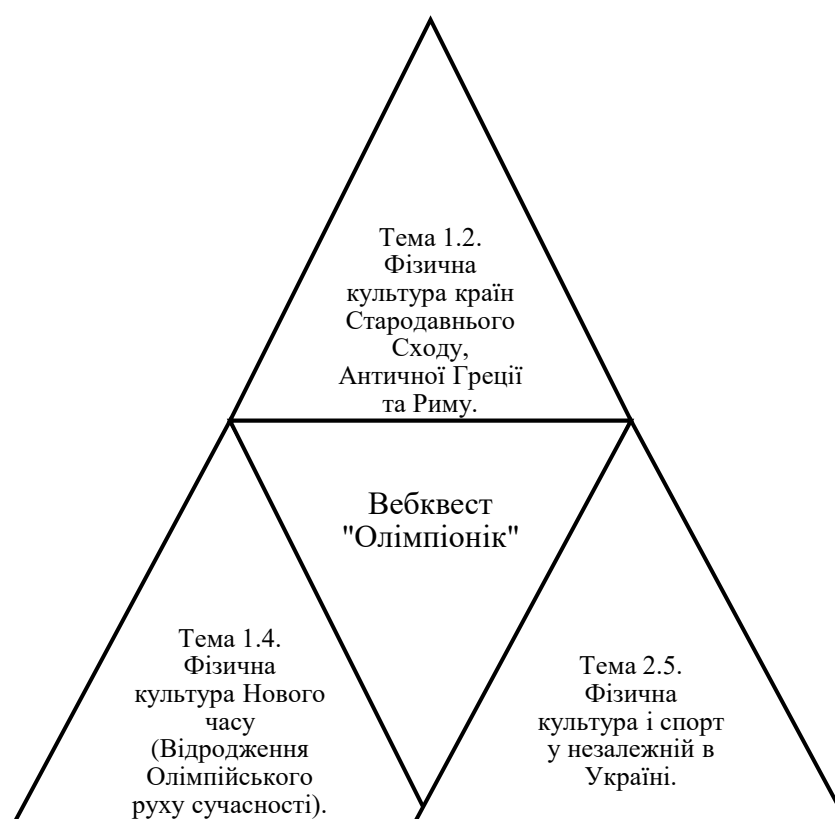 Тема 1.2.
Фізична
культура країн
Стародавнього
Сходу,
Античної Греції
та Риму.
Вебквест
"Олімпіонік"
Тема 1.4.
Фізична
культура Нового
часу
(Відродження
Олімпійського
руху сучасності).
Тема 2.5.
Фізична
культура і спорт
у незалежній в
Україні.